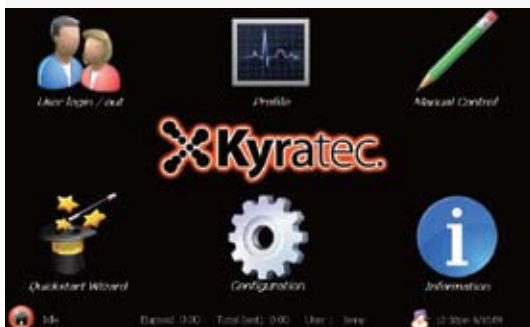 User login / out
Profile
Manual Control
Kyratec.
Quickstart Wizard
Configuration
Information
Idle
Elapsed: 0:00 : Total (est): 0:00 User :